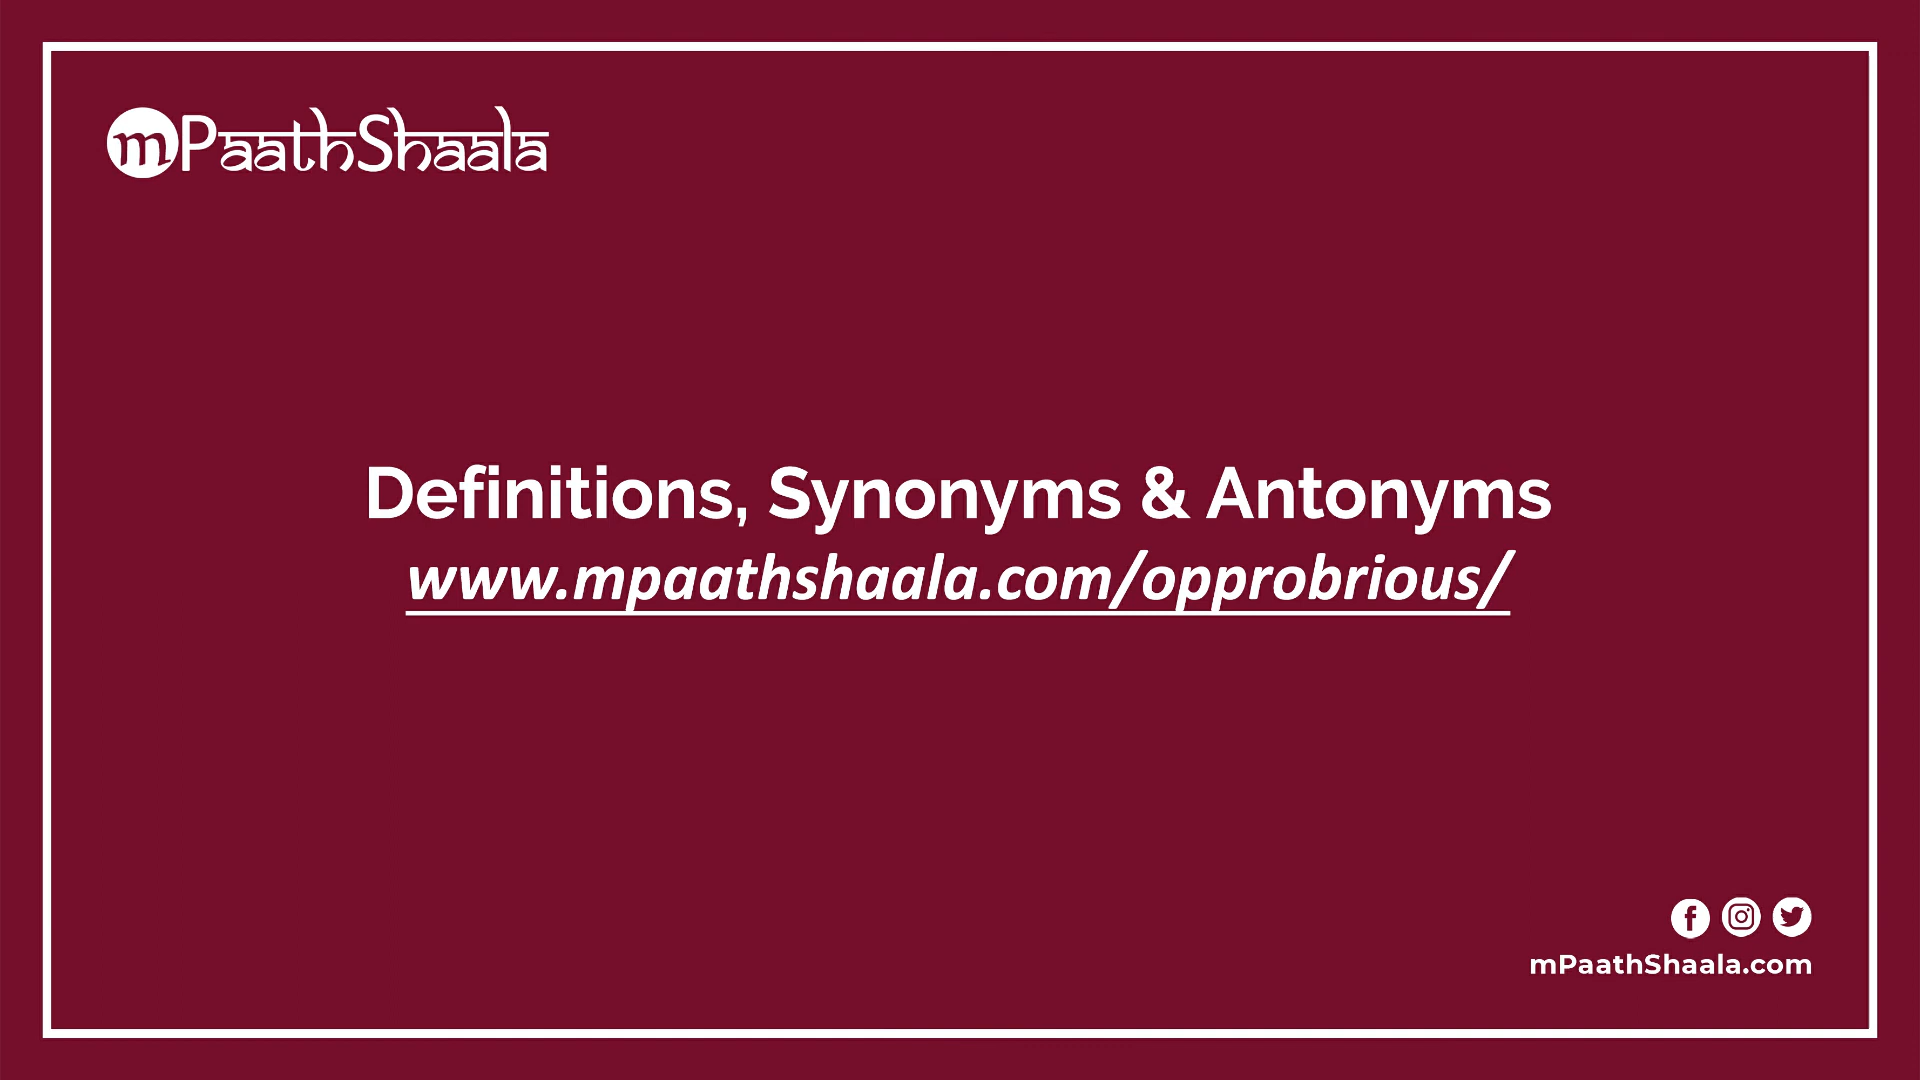 mPaathShaala
Definitions, Synonyms & Antonyms
www.mpaathshaala.com/opprobrious/
mPaathShaala.com